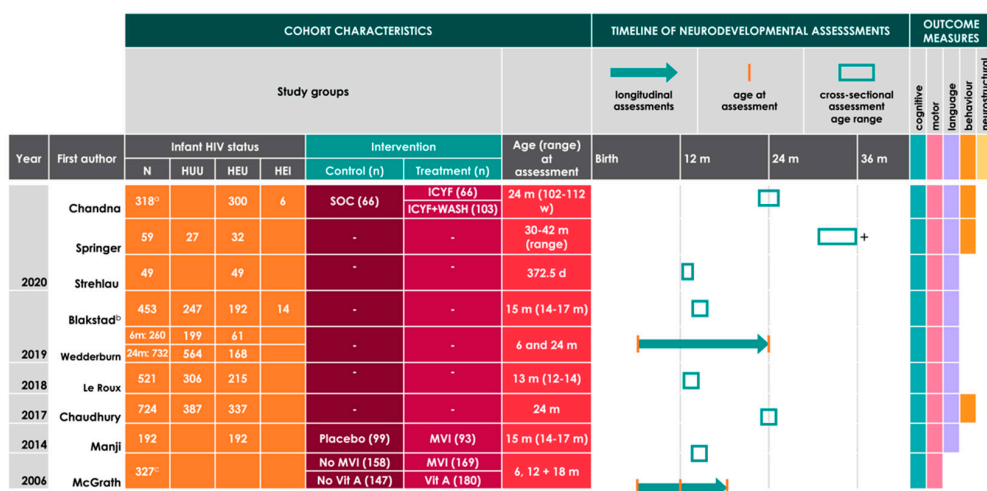 COHORT CHARACTERISTICS TIMELINE OF NEURODEVELOPMENTAL ASSESSSMENTS OUTCOME MEASURES
Study groups
longitudinal assessments
age at assessment
cross-sectional assessment age range
cognitive
motor
language
behaviour
neurostructural
Year First author Infant HIV status Intervention Age (range) at assessment Birth 12 m 24 m 36 m
N HUU HEU HEI Control (n) Treatment (n)
Chandna 318ᵃ 300 6 SOC (66) ICYF (66) 24 m (102-112 w)
ICYF+WASH (103)
Springer 59 27 32 - - 30-42 m (range) +
2020 Strehlau 49 49 - - 372.5 d
Blakstadᵇ 453 247 192 14 - - 15 m (14-17 m)
2019 Wedderburn 6m: 260 199 61 - - 6 and 24 m
24m: 732 564 168
2018 Le Roux 521 306 215 - - 13 m (12-14)
2017 Chaudhury 724 387 337 - - 24 m
2014 Manji 192 192 Placebo (99) MVI (93) 15 m (14-17 m)
2006 McGrath 327ᶜ No MVI (158) MVI (169) 6, 12 + 18 m
No Vit A (147) Vit A (180)